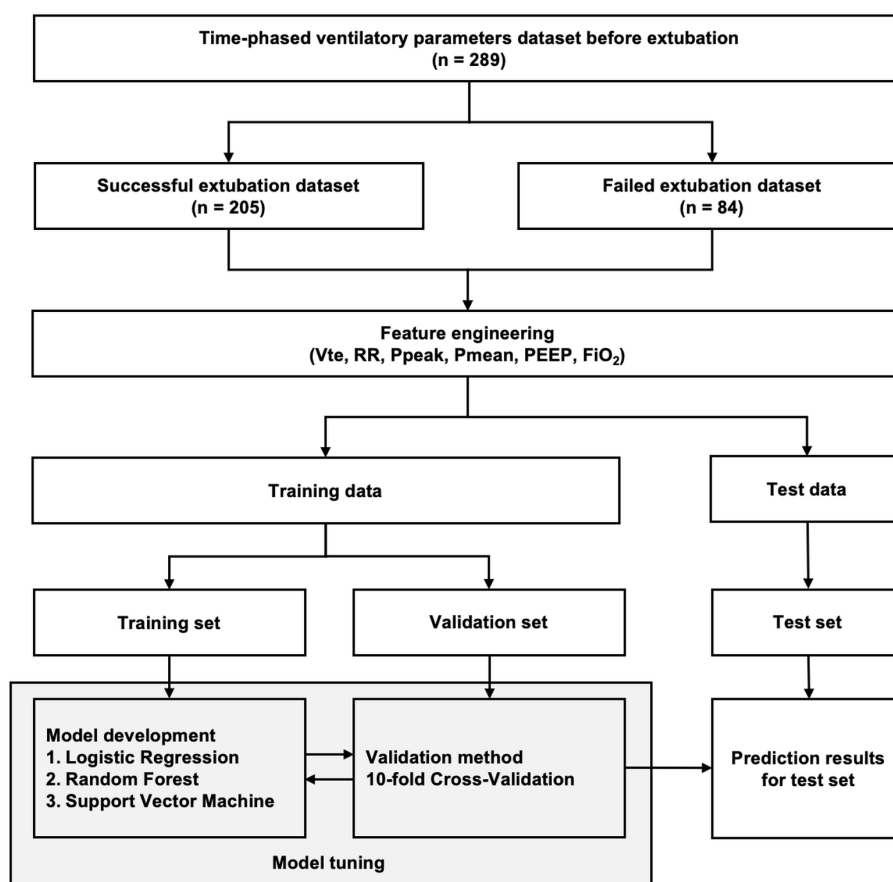 Time-phased ventilatory parameters dataset before extubation
(n = 289)
Successful extubation dataset
(n = 205)
Failed extubation dataset
(n = 84)
Feature engineering
(Vte, RR, Ppeak, Pmean, PEEP, FiO₂)
Training data
Test data
Training set
Validation set
Test set
Model development
1. Logistic Regression
2. Random Forest
3. Support Vector Machine
Validation method
10-fold Cross-Validation
Prediction results
for test set
Model tuning